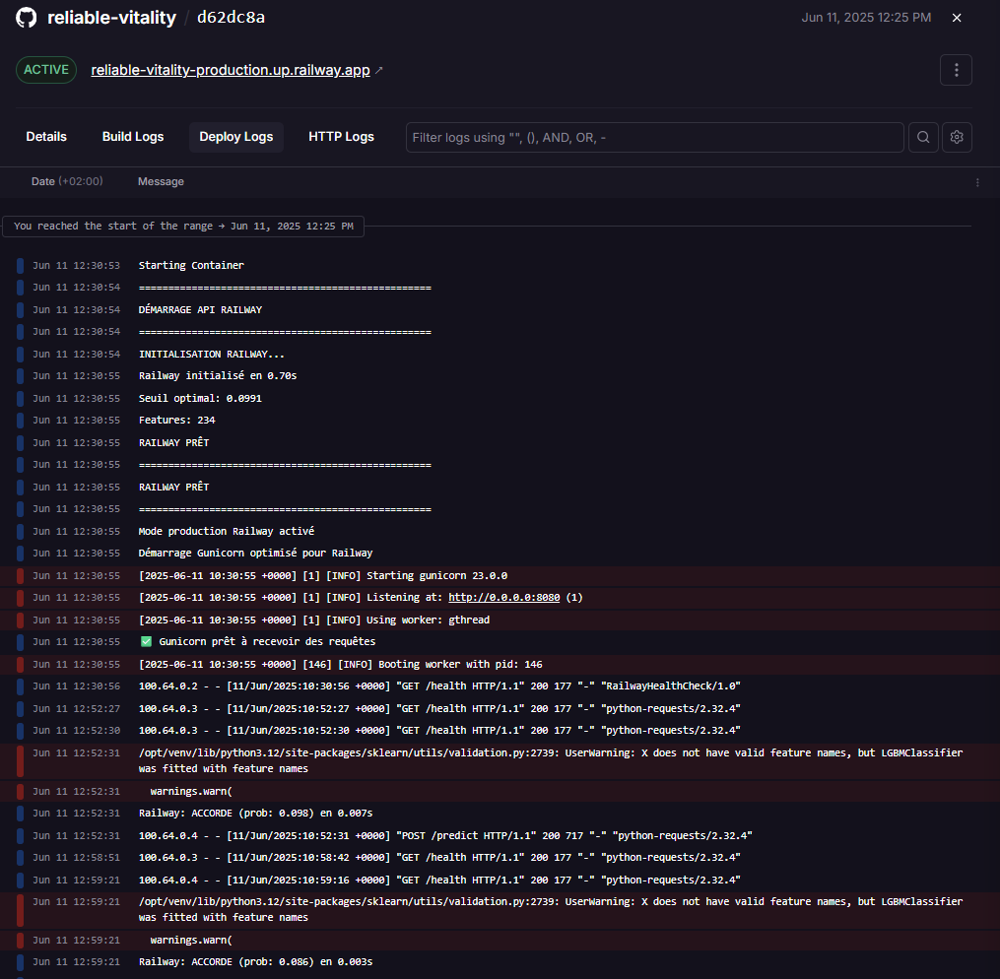 reliable-vitality / d62dc8a Jun 11, 2025 12:25 PM ×
ACTIVE reliable-vitality-production.up.railway.app ↗
Details Build Logs Deploy Logs HTTP Logs Filter logs using "", (), AND, OR, -
Date (+02:00) Message
You reached the start of the range → Jun 11, 2025 12:25 PM
Jun 11 12:30:53 Starting Container
Jun 11 12:30:54 ==================================================
Jun 11 12:30:54 DÉMARRAGE API RAILWAY
Jun 11 12:30:54 ==================================================
Jun 11 12:30:54 INITIALISATION RAILWAY...
Jun 11 12:30:55 Railway initialisé en 0.70s
Jun 11 12:30:55 Seuil optimal: 0.0991
Jun 11 12:30:55 Features: 234
Jun 11 12:30:55 RAILWAY PRÊT
Jun 11 12:30:55 ==================================================
Jun 11 12:30:55 RAILWAY PRÊT
Jun 11 12:30:55 ==================================================
Jun 11 12:30:55 Mode production Railway activé
Jun 11 12:30:55 Démarrage Gunicorn optimisé pour Railway
Jun 11 12:30:55 [2025-06-11 10:30:55 +0000] [1] [INFO] Starting gunicorn 23.0.0
Jun 11 12:30:55 [2025-06-11 10:30:55 +0000] [1] [INFO] Listening at: http://0.0.0.0:8080 (1)
Jun 11 12:30:55 [2025-06-11 10:30:55 +0000] [1] [INFO] Using worker: gthread
Jun 11 12:30:55 ✅ Gunicorn prêt à recevoir des requêtes
Jun 11 12:30:55 [2025-06-11 10:30:55 +0000] [146] [INFO] Booting worker with pid: 146
Jun 11 12:30:56 100.64.0.2 - - [11/Jun/2025:10:30:56 +0000] "GET /health HTTP/1.1" 200 177 "-" "RailwayHealthCheck/1.0"
Jun 11 12:52:27 100.64.0.3 - - [11/Jun/2025:10:52:27 +0000] "GET /health HTTP/1.1" 200 177 "-" "python-requests/2.32.4"
Jun 11 12:52:30 100.64.0.3 - - [11/Jun/2025:10:52:30 +0000] "GET /health HTTP/1.1" 200 177 "-" "python-requests/2.32.4"
Jun 11 12:52:31 /opt/venv/lib/python3.12/site-packages/sklearn/utils/validation.py:2739: UserWarning: X does not have valid feature names, but LGBMClassifier
was fitted with feature names
Jun 11 12:52:31 warnings.warn(
Jun 11 12:52:31 Railway: ACCORDE (prob: 0.098) en 0.007s
Jun 11 12:52:31 100.64.0.4 - - [11/Jun/2025:10:52:31 +0000] "POST /predict HTTP/1.1" 200 717 "-" "python-requests/2.32.4"
Jun 11 12:58:51 100.64.0.3 - - [11/Jun/2025:10:58:42 +0000] "GET /health HTTP/1.1" 200 177 "-" "python-requests/2.32.4"
Jun 11 12:59:21 100.64.0.4 - - [11/Jun/2025:10:59:16 +0000] "GET /health HTTP/1.1" 200 177 "-" "python-requests/2.32.4"
Jun 11 12:59:21 /opt/venv/lib/python3.12/site-packages/sklearn/utils/validation.py:2739: UserWarning: X does not have valid feature names, but LGBMClassifier
was fitted with feature names
Jun 11 12:59:21 warnings.warn(
Jun 11 12:59:21 Railway: ACCORDE (prob: 0.086) en 0.003s